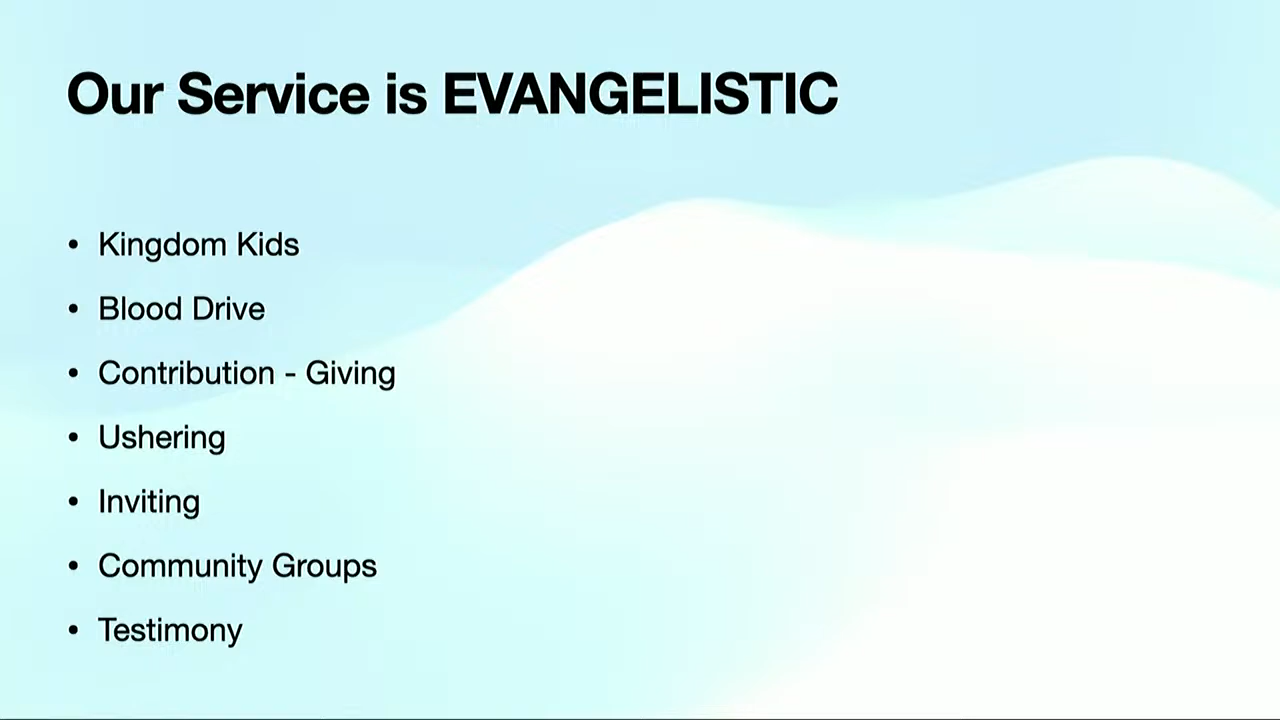 Our Service is EVANGELISTIC
• Kingdom Kids
• Blood Drive
• Contribution - Giving
• Ushering
• Inviting
• Community Groups
• Testimony